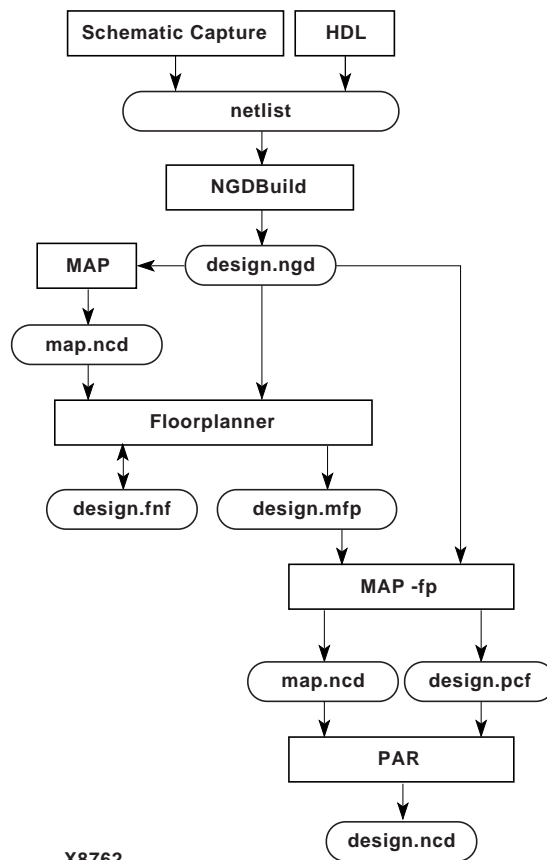 Schematic Capture
HDL
netlist
NGDBuild
MAP
design.ngd
map.ncd
Floorplanner
design.fnf
design.mfp
MAP -fp
map.ncd
design.pcf
PAR
design.ncd
X8762